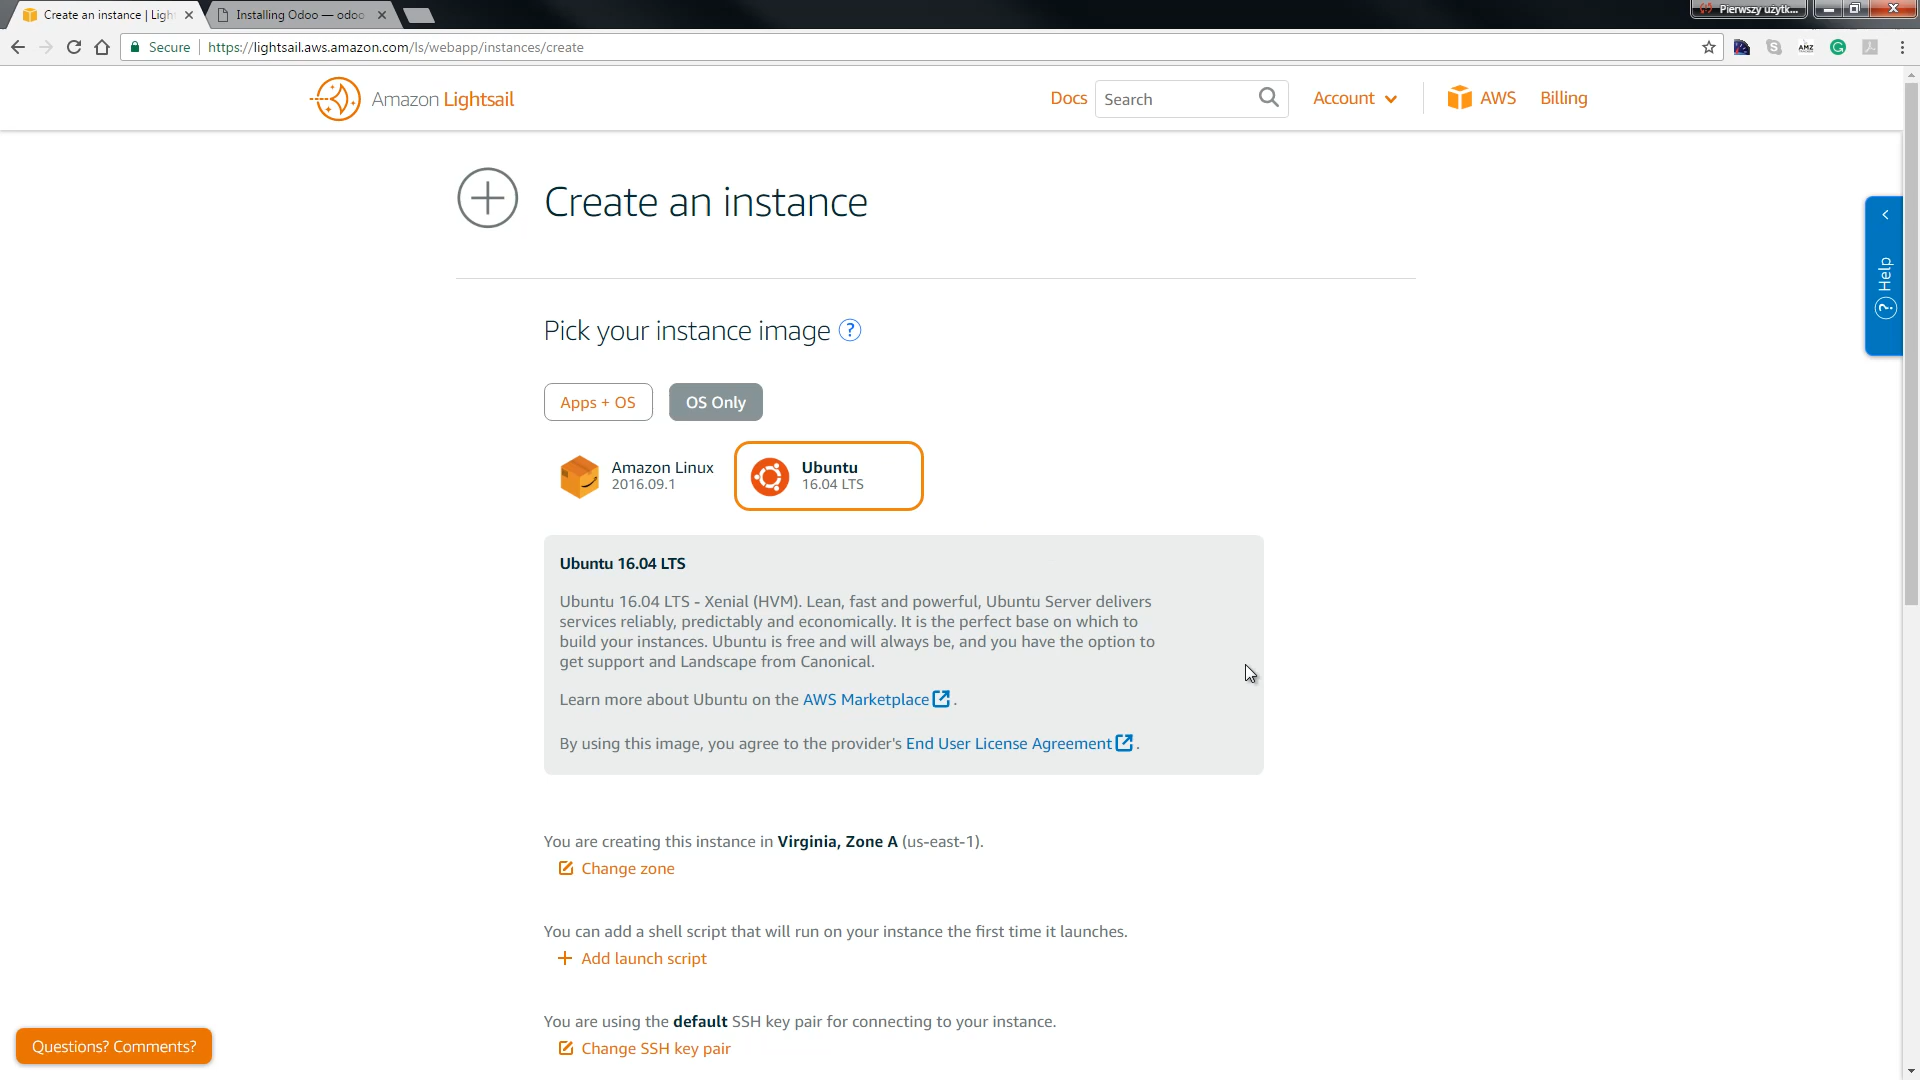 Create an instance | Ligh
Installing Odoo — odoo
Pierwszy użytk...
Secure
https://lightsail.aws.amazon.com/ls/webapp/instances/create
AMZ
Amazon Lightsail
Docs
Search
Account
AWS
Billing
Create an instance
Help
?
Pick your instance image ?
Apps + OS
OS Only
Amazon Linux
2016.09.1
Ubuntu
16.04 LTS
Ubuntu 16.04 LTS
Ubuntu 16.04 LTS - Xenial (HVM). Lean, fast and powerful, Ubuntu Server delivers
services reliably, predictably and economically. It is the perfect base on which to
build your instances. Ubuntu is free and will always be, and you have the option to
get support and Landscape from Canonical.
Learn more about Ubuntu on the AWS Marketplace.
By using this image, you agree to the provider's End User License Agreement.
You are creating this instance in Virginia, Zone A (us-east-1).
Change zone
You can add a shell script that will run on your instance the first time it launches.
+ Add launch script
You are using the default SSH key pair for connecting to your instance.
Questions? Comments?
Change SSH key pair